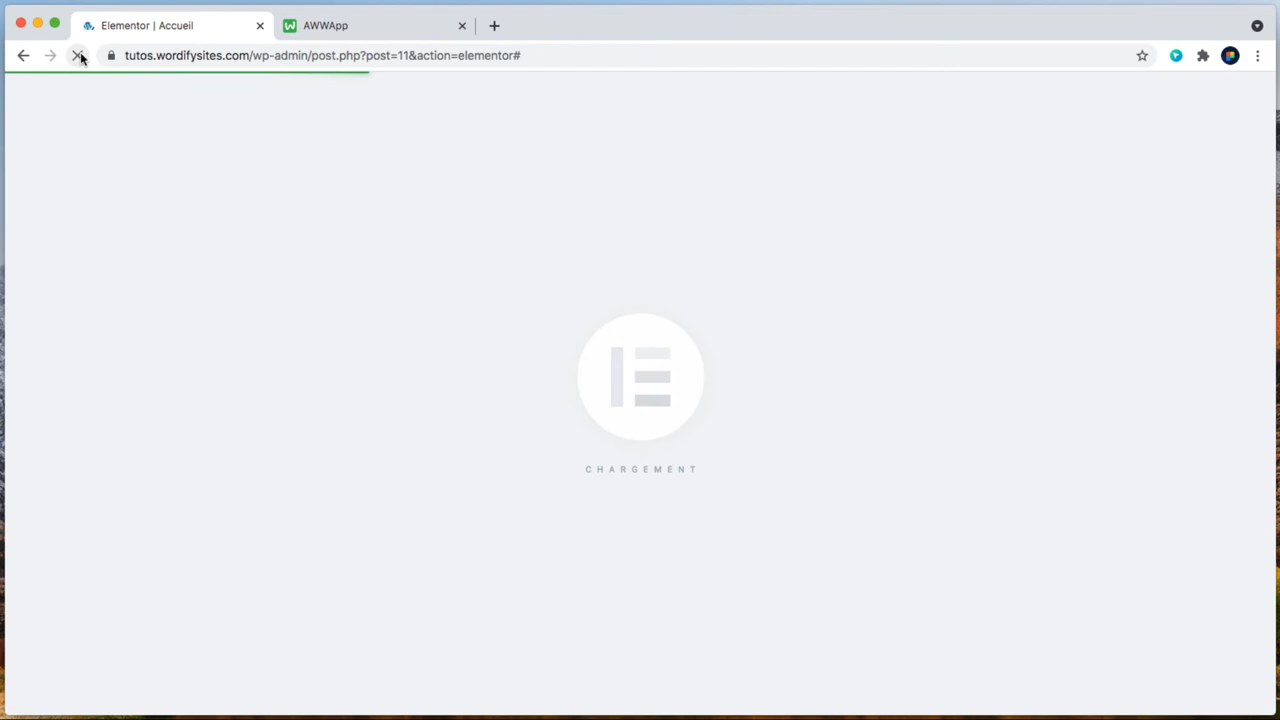 Elementor | Accueil
AWWApp
tutos.wordifysites.com/wp-admin/post.php?post=11&action=elementor#
CHARGEMENT